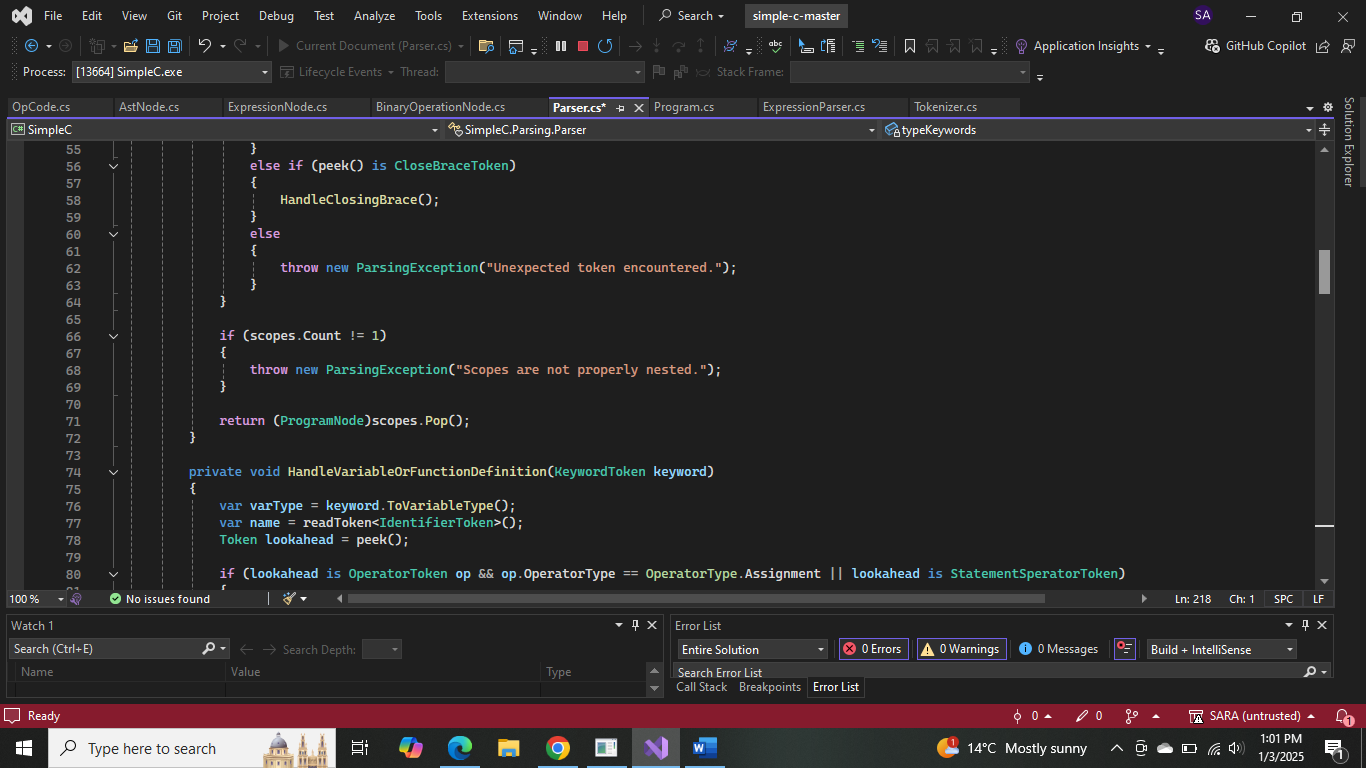 File Edit View Git Project Debug Test Analyze Tools Extensions Window Help Search simple-c-master SA
Current Document (Parser.cs) Application Insights GitHub Copilot
Process: [13664] SimpleC.exe Lifecycle Events Thread: Stack Frame:
OpCode.cs AstNode.cs ExpressionNode.cs BinaryOperationNode.cs Parser.cs* Program.cs ExpressionParser.cs Tokenizer.cs
Solution Explorer
C# SimpleC SimpleC.Parsing.Parser typeKeywords
55 }
56 else if (peek() is CloseBraceToken)
57 {
58 HandleClosingBrace();
59 }
60 else
61 {
62 throw new ParsingException("Unexpected token encountered.");
63 }
64 }
65
66 if (scopes.Count != 1)
67 {
68 throw new ParsingException("Scopes are not properly nested.");
69 }
70
71 return (ProgramNode)scopes.Pop();
72 }
73
74 private void HandleVariableOrFunctionDefinition(KeywordToken keyword)
75 {
76 var varType = keyword.ToVariableType();
77 var name = readToken<IdentifierToken>();
78 Token lookahead = peek();
79
80 if (lookahead is OperatorToken op && op.OperatorType == OperatorType.Assignment || lookahead is StatementSperatorToken)
100 % No issues found Ln: 218 Ch: 1 SPC LF
Watch 1
Search (Ctrl+E) Search Depth:
Name Value Type
Error List
Entire Solution 0 Errors 0 Warnings 0 Messages Build + IntelliSense
Search Error List
Call Stack Breakpoints Error List
Ready 0 0 SARA (untrusted) 1
Type here to search 1 14°C Mostly sunny 1:01 PM
1/3/2025 1